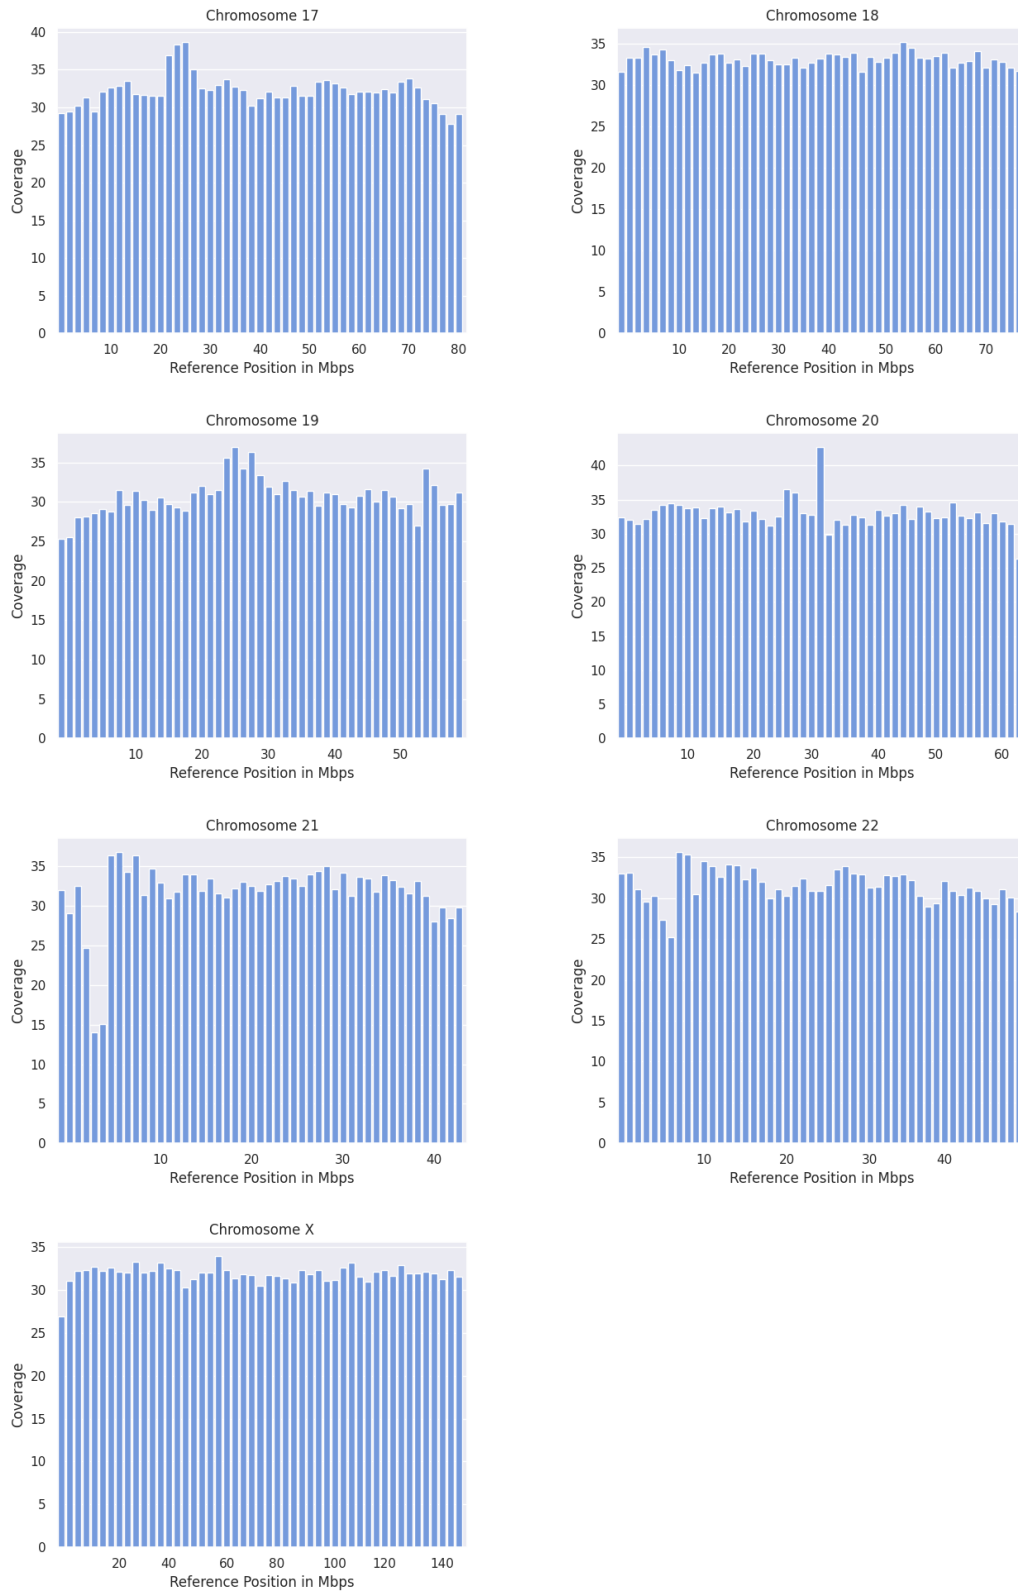 Chromosome 17
Coverage
40
35
30
25
20
15
10
5
0
10 20 30 40 50 60 70 80
Reference Position in Mbps
Chromosome 18
Coverage
35
30
25
20
15
10
5
0
10 20 30 40 50 60 70
Reference Position in Mbps
Chromosome 19
Coverage
35
30
25
20
15
10
5
0
10 20 30 40 50
Reference Position in Mbps
Chromosome 20
Coverage
40
35
30
25
20
15
10
5
0
10 20 30 40 50 60
Reference Position in Mbps
Chromosome 21
Coverage
35
30
25
20
15
10
5
0
10 20 30 40
Reference Position in Mbps
Chromosome 22
Coverage
35
30
25
20
15
10
5
0
10 20 30 40
Reference Position in Mbps
Chromosome X
Coverage
35
30
25
20
15
10
5
0
20 40 60 80 100 120 140
Reference Position in Mbps